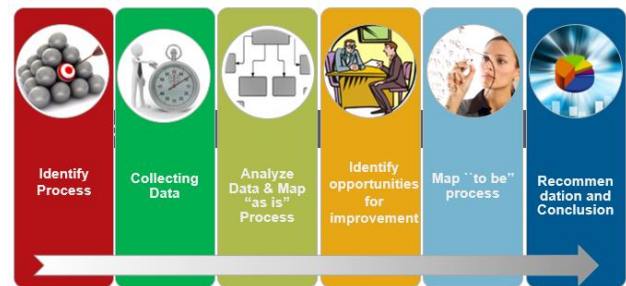 Identify
Process
Collecting
Data
Analyze
Data & Map
“as is”
Process
Identify
opportunities
for
improvement
Map ``to be”
process
Recommen
dation and
Conclusion